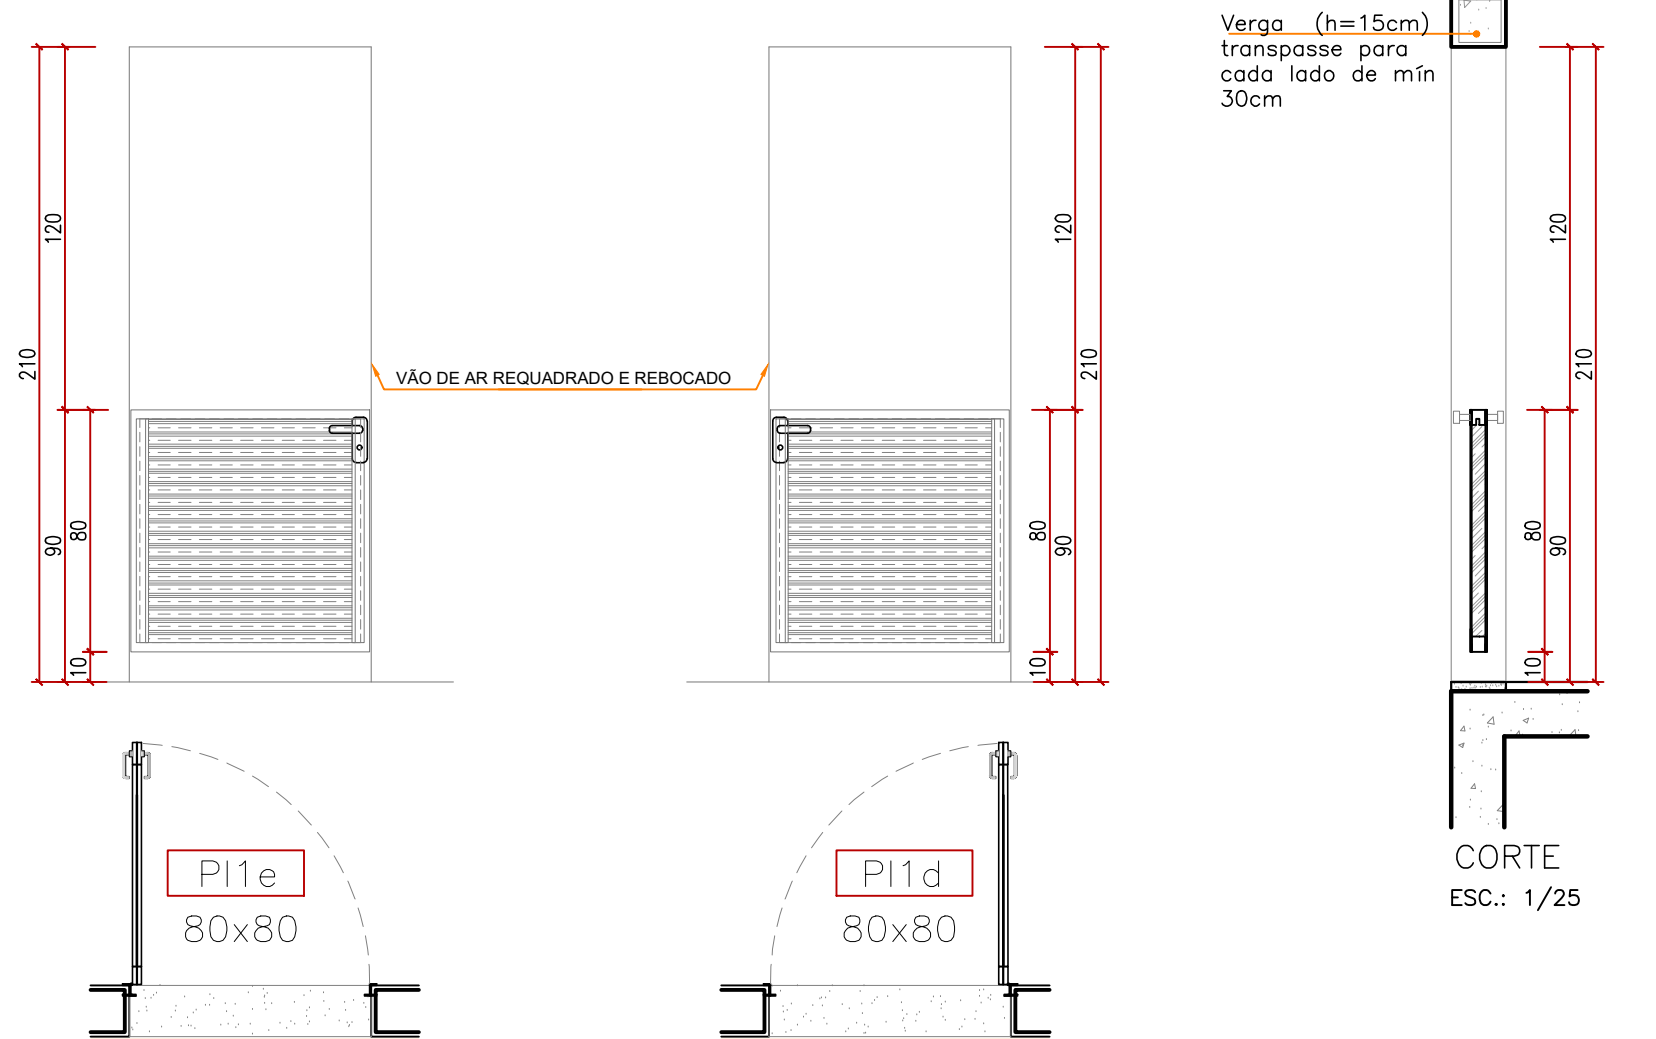 Verga (h=15cm)
transpasse para
cada lado de mín
30cm
120
210
90
80
10
VÃO DE AR REQUADRADO E REBOCADO
120
210
80
90
10
120
210
80
90
10
PI1e
80x80
PI1d
80x80
CORTE
ESC.: 1/25